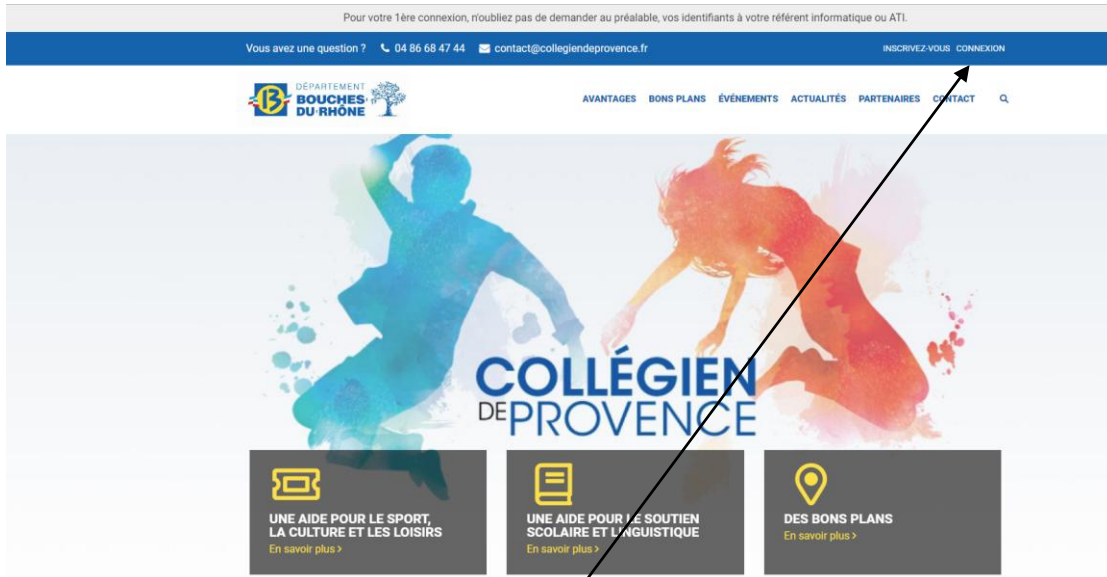 Pour votre 1ère connexion, n'oubliez pas de demander au préalable, vos identifiants à votre référent informatique ou ATI.
Vous avez une question ? 04 86 68 47 44 contact@collegiendeprovence.fr INSCRIVEZ-VOUS CONNEXION
DÉPARTEMENT
BOUCHES-
DU-RHÔNE
13
AVANTAGES BONS PLANS ÉVÉNEMENTS ACTUALITÉS PARTENAIRES CONTACT
COLLÉGIEN
DE PROVENCE
UNE AIDE POUR LE SPORT,
LA CULTURE ET LES LOISIRS
En savoir plus >
UNE AIDE POUR LE SOUTIEN
SCOLAIRE ET LINGUISTIQUE
En savoir plus >
DES BONS PLANS
En savoir plus >